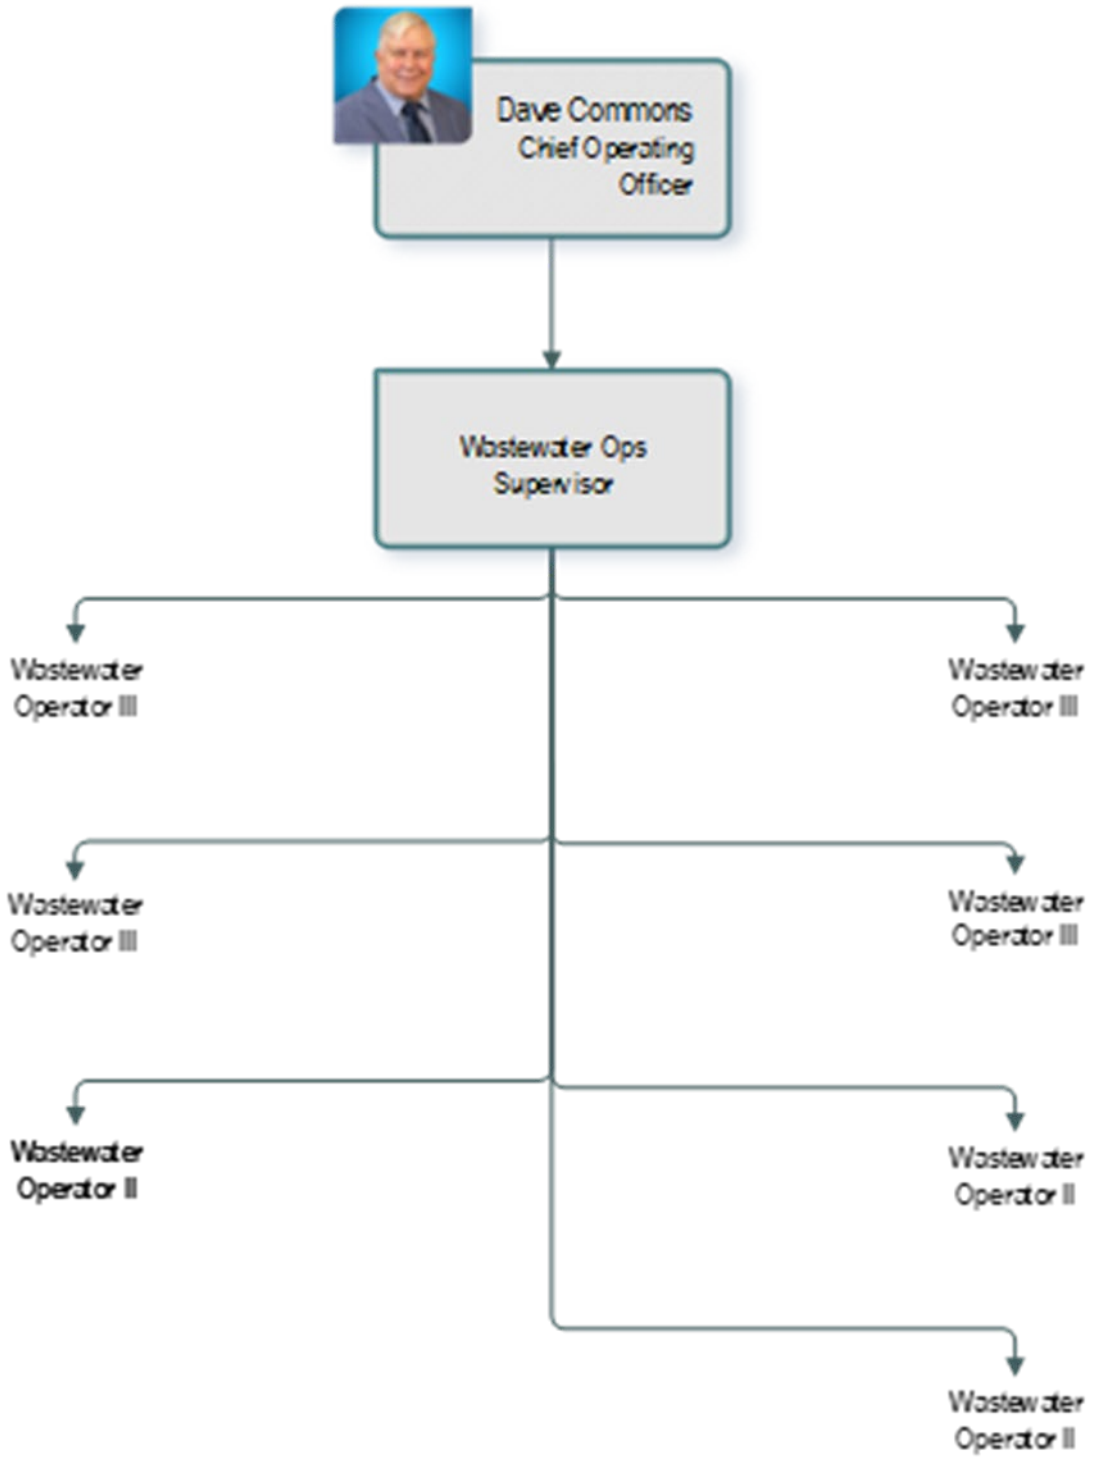 Dave Commons
Chief Operating
Officer
Wastewater Ops
Supervisor
Wastewater
Operator III
Wastewater
Operator III
Wastewater
Operator III
Wastewater
Operator III
Wastewater
Operator II
Wastewater
Operator II
Wastewater
Operator II